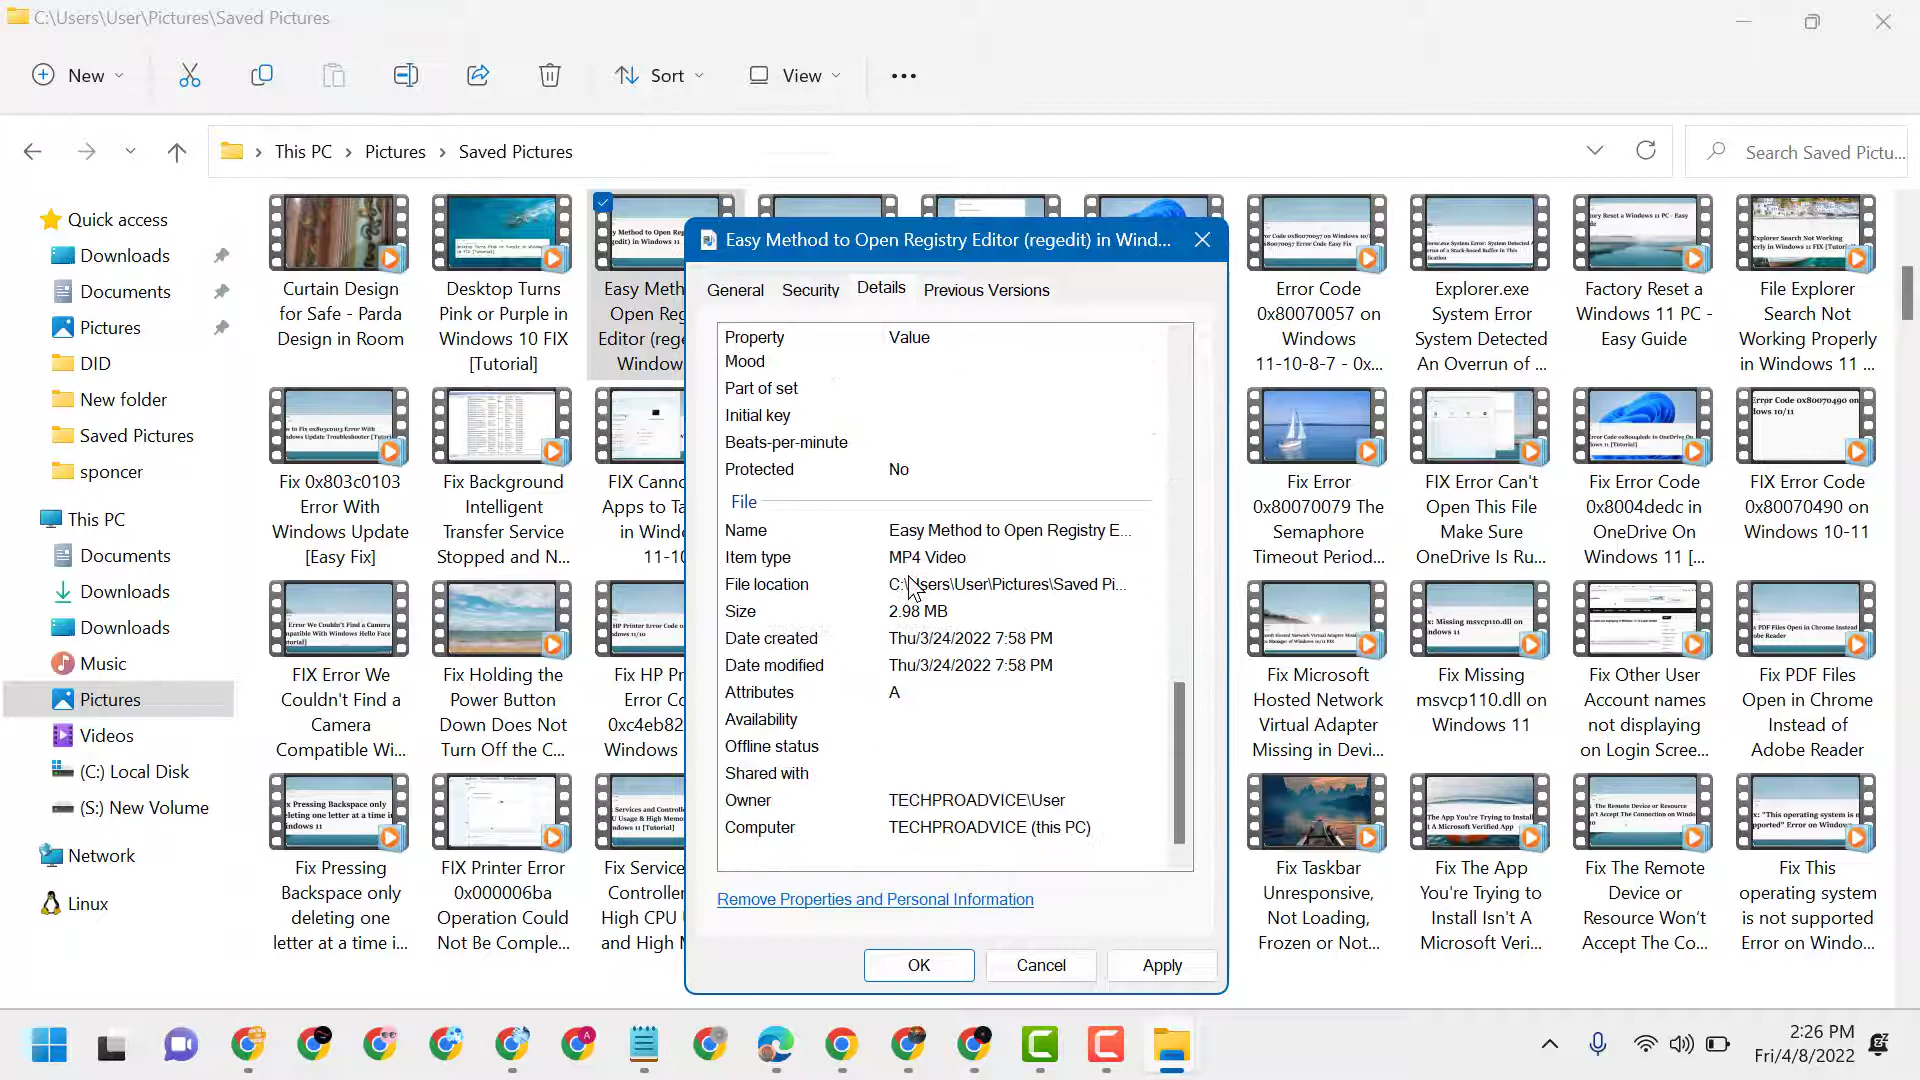 C:\Users\User\Pictures\Saved Pictures
New
Sort
View
This PC
Pictures
Saved Pictures
Search Saved Pictu...
Quick access
Downloads
Documents
Pictures
DID
New folder
Saved Pictures
sponcer
This PC
Documents
Downloads
Downloads
Music
Pictures
Videos
(C:) Local Disk
(S:) New Volume
Network
Linux
Curtain Design
for Safe - Parda
Design in Room
Desktop Turns
Pink or Purple in
Windows 10 FIX
[Tutorial]
Easy Meth
Open Reg
Editor (rege
Window
Error Code
0x80070057 on
Windows
11-10-8-7 - 0x...
Explorer.exe
System Error
System Detected
An Overrun of ...
Factory Reset a
Windows 11 PC -
Easy Guide
File Explorer
Search Not
Working Properly
in Windows 11 ...
Fix 0x803c0103
Error With
Windows Update
[Easy Fix]
Fix Background
Intelligent
Transfer Service
Stopped and N...
FIX Canno
Apps to Ta
in Windo
11-10
Fix Error
0x80070079 The
Semaphore
Timeout Period...
FIX Error Can't
Open This File
Make Sure
OneDrive Is Ru...
Fix Error Code
0x8004dedc in
OneDrive On
Windows 11 [...
FIX Error Code
0x80070490 on
Windows 10-11
FIX Error We
Couldn't Find a
Camera
Compatible Wi...
Fix Holding the
Power Button
Down Does Not
Turn Off the C...
Fix HP Pr
Error Co
0xc4eb82
Windows
Fix Microsoft
Hosted Network
Virtual Adapter
Missing in Devi...
Fix Missing
msvcp110.dll on
Windows 11
Fix Other User
Account names
not displaying
on Login Scree...
Fix PDF Files
Open in Chrome
Instead of
Adobe Reader
Fix Pressing
Backspace only
deleting one
letter at a time i...
FIX Printer Error
0x000006ba
Operation Could
Not Be Comple...
Fix Service
Controller
High CPU U
and High M
Fix Taskbar
Unresponsive,
Not Loading,
Frozen or Not...
Fix The App
You're Trying to
Install Isn't A
Microsoft Veri...
Fix The Remote
Device or
Resource Won't
Accept The Co...
Fix This
operating system
is not supported
Error on Windo...
Easy Method to Open Registry Editor (regedit) in Wind...
General
Security
Details
Previous Versions
Property Value
Mood
Part of set
Initial key
Beats-per-minute
Protected No
File
Name Easy Method to Open Registry E...
Item type MP4 Video
File location C:\Users\User\Pictures\Saved Pi...
Size 2.98 MB
Date created Thu/3/24/2022 7:58 PM
Date modified Thu/3/24/2022 7:58 PM
Attributes A
Availability
Offline status
Shared with
Owner TECHPROADVICE\User
Computer TECHPROADVICE (this PC)
Remove Properties and Personal Information
OK
Cancel
Apply
2:26 PM
Fri/4/8/2022